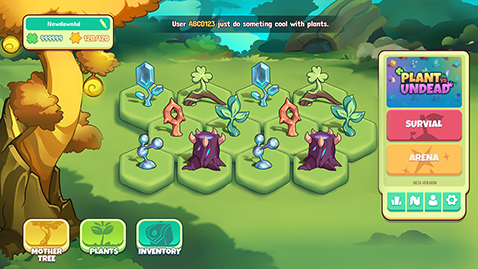 User ABCD123 just do someting cool with plants.
Newdawnhd
999999
120/120
PLANT VS
UNDEAD
SURVIAL
ARENA
BETA VERSION
MOTHER
TREE
PLANTS
INVENTORY